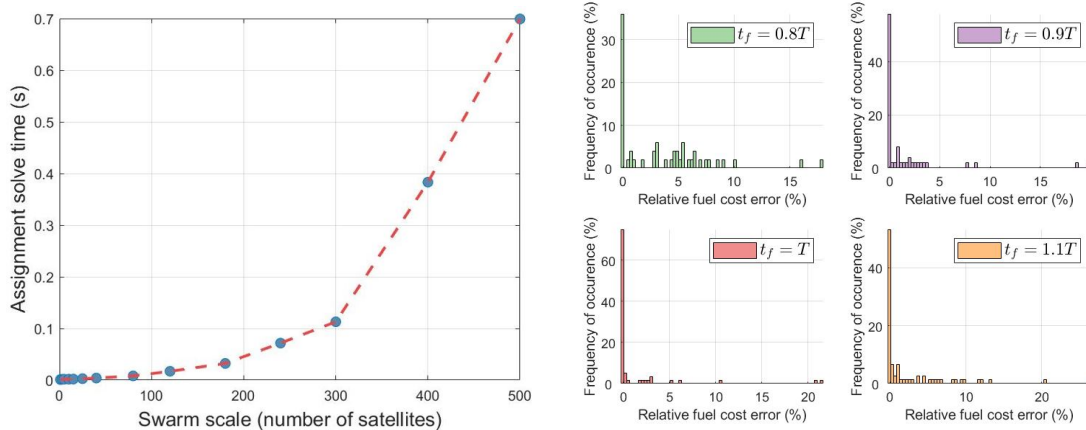 0.7
0.6
0.5
0.4
0.3
0.2
0.1
0
Assignment solve time (s)
0 100 200 300 400 500
Swarm scale (number of satellites)
30
20
10
0
Frequency of occurence (%)
t_f = 0.8T
0 5 10 15
Relative fuel cost error (%)
40
20
0
Frequency of occurence (%)
t_f = 0.9T
0 5 10 15
Relative fuel cost error (%)
60
40
20
0
Frequency of occurence (%)
t_f = T
0 5 10 15 20
Relative fuel cost error (%)
40
20
0
Frequency of occurence (%)
t_f = 1.1T
0 10 20
Relative fuel cost error (%)